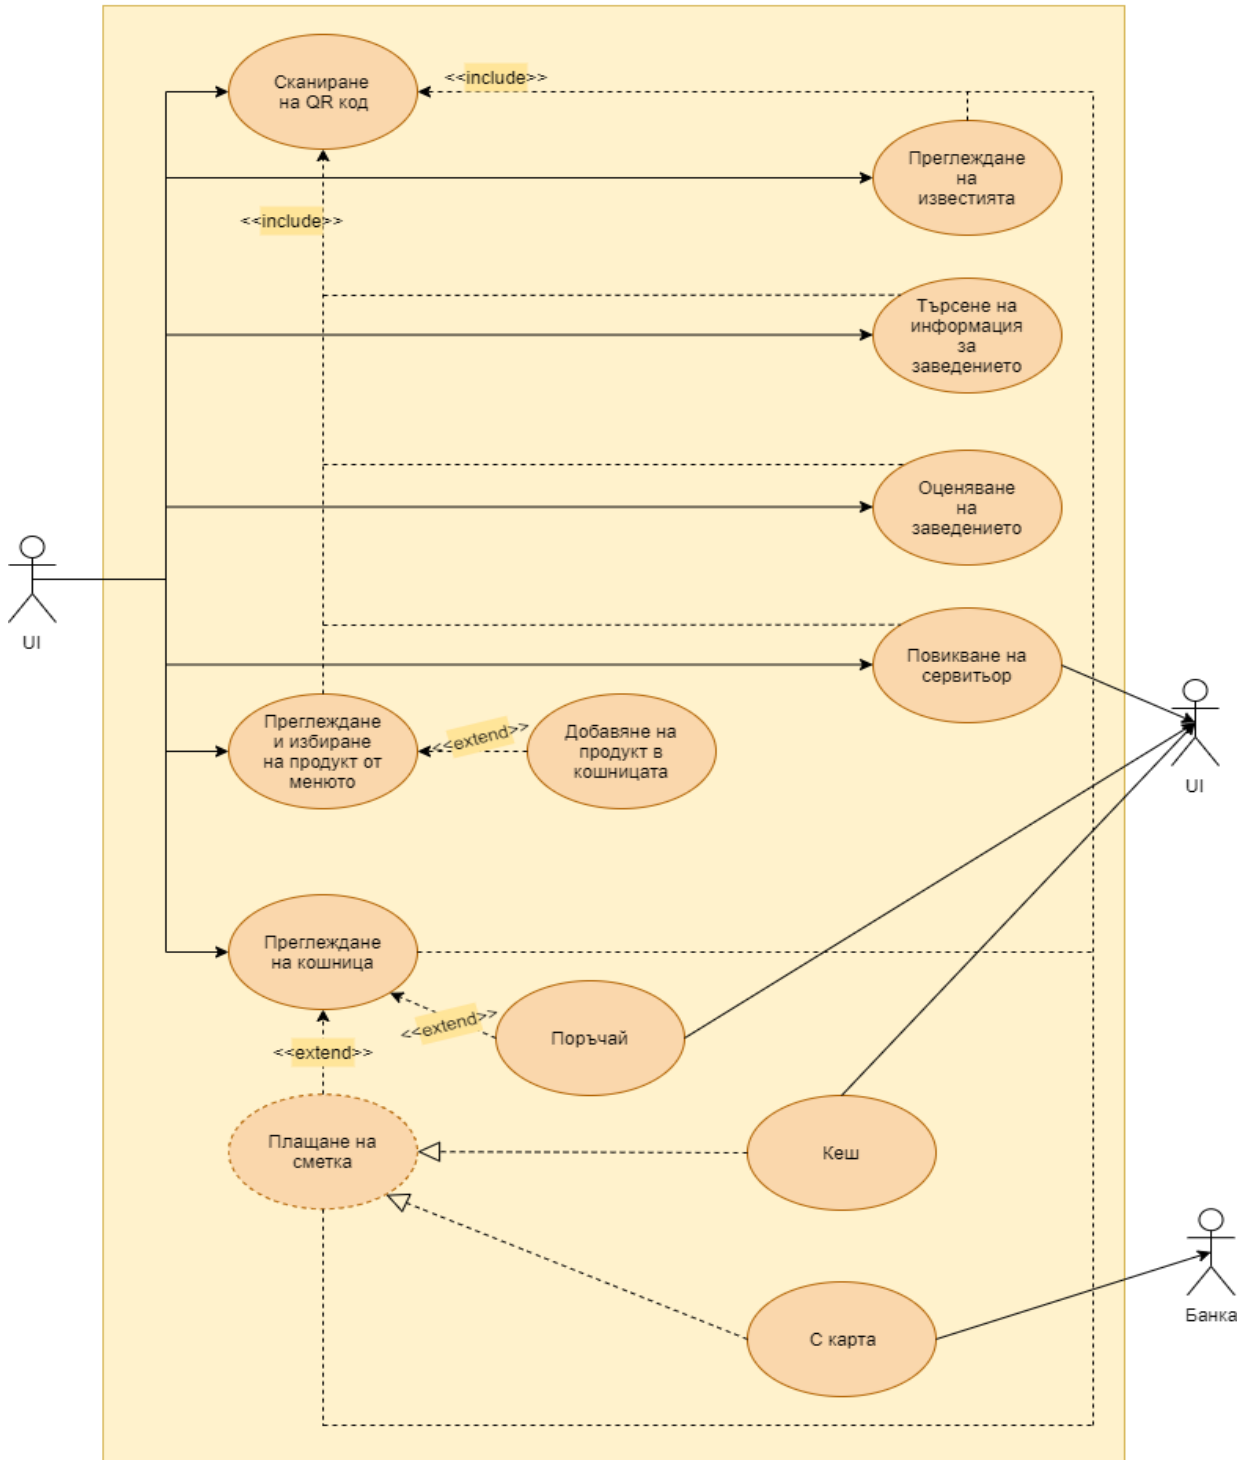 Сканиране
на QR код
<<include>>
Преглеждане
на
известията
<<include>>
Търсене на
информация
за
заведението
Оценяване
на
заведението
UI
Повикване на
сервитьор
UI
Преглеждане
и избиране
на продукт от
менюто
<<extend>>
Добавяне на
продукт в
кошницата
Преглеждане
на кошница
<<extend>>
Поръчай
<<extend>>
Плащане на
сметка
Кеш
Банка
С карта